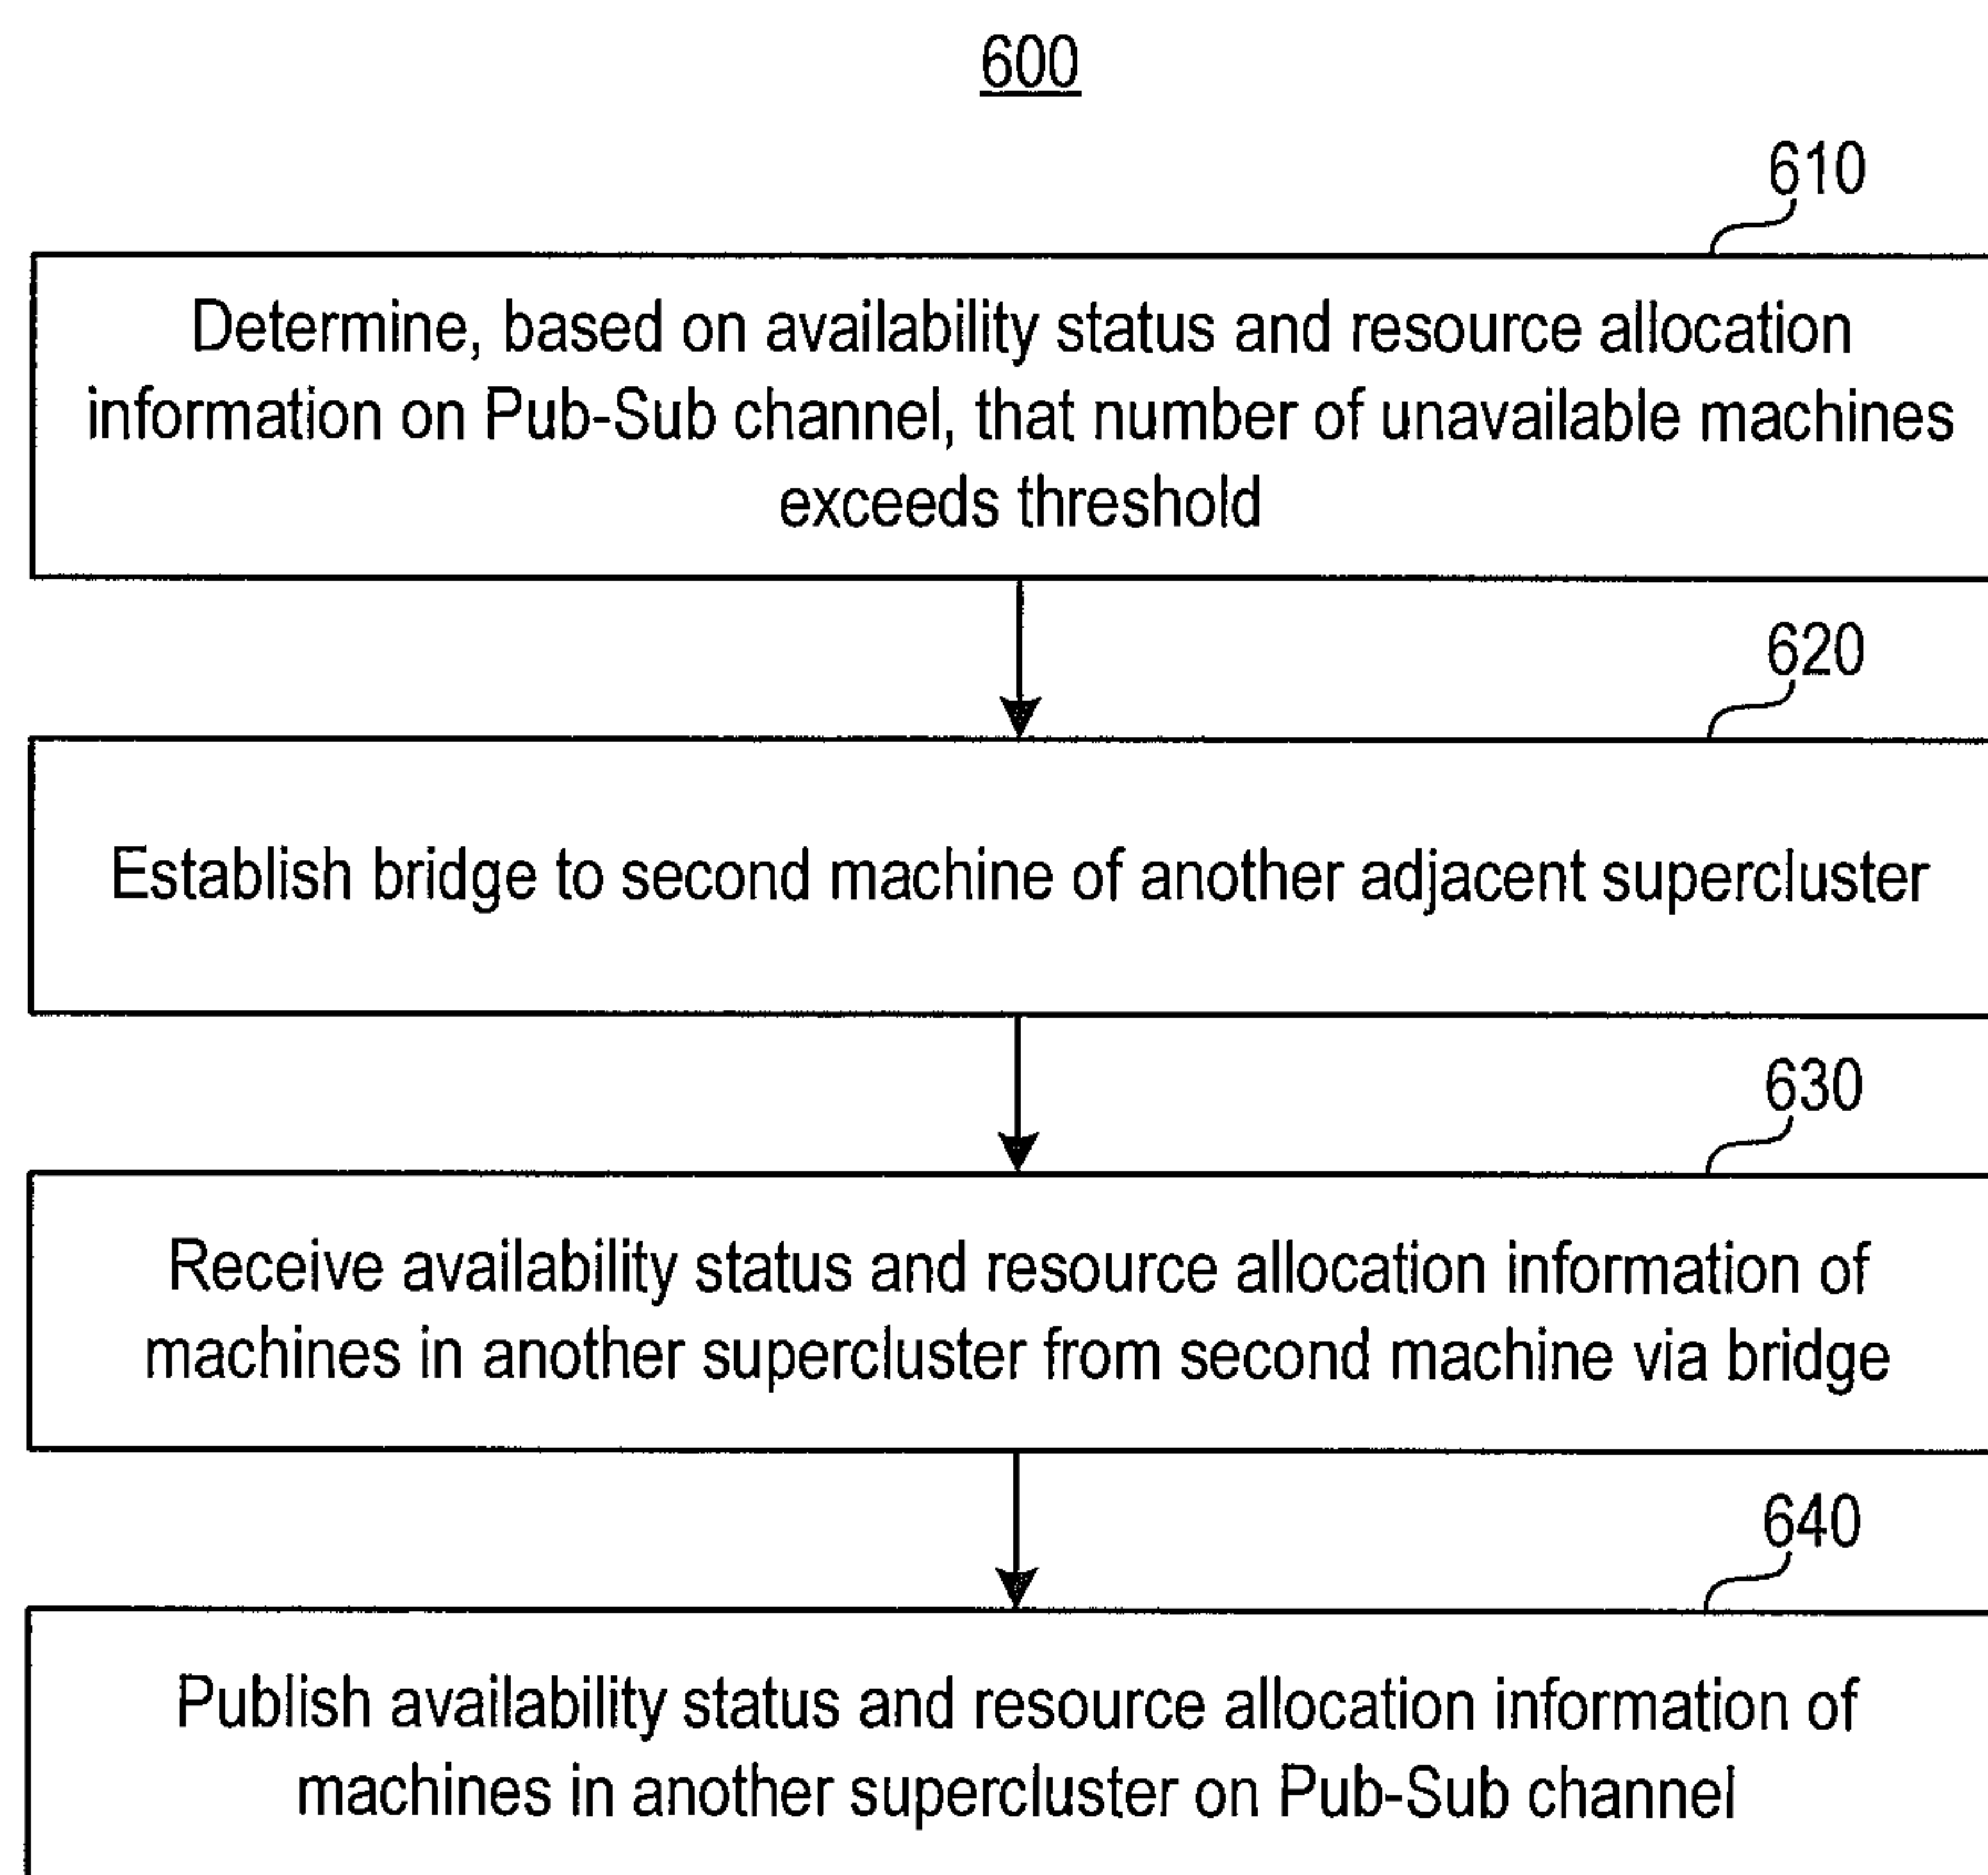 600
610
Determine, based on availability status and resource allocation
information on Pub-Sub channel, that number of unavailable machines
exceeds threshold
620
Establish bridge to second machine of another adjacent supercluster
630
Receive availability status and resource allocation information of
machines in another supercluster from second machine via bridge
640
Publish availability status and resource allocation information of
machines in another supercluster on Pub-Sub channel